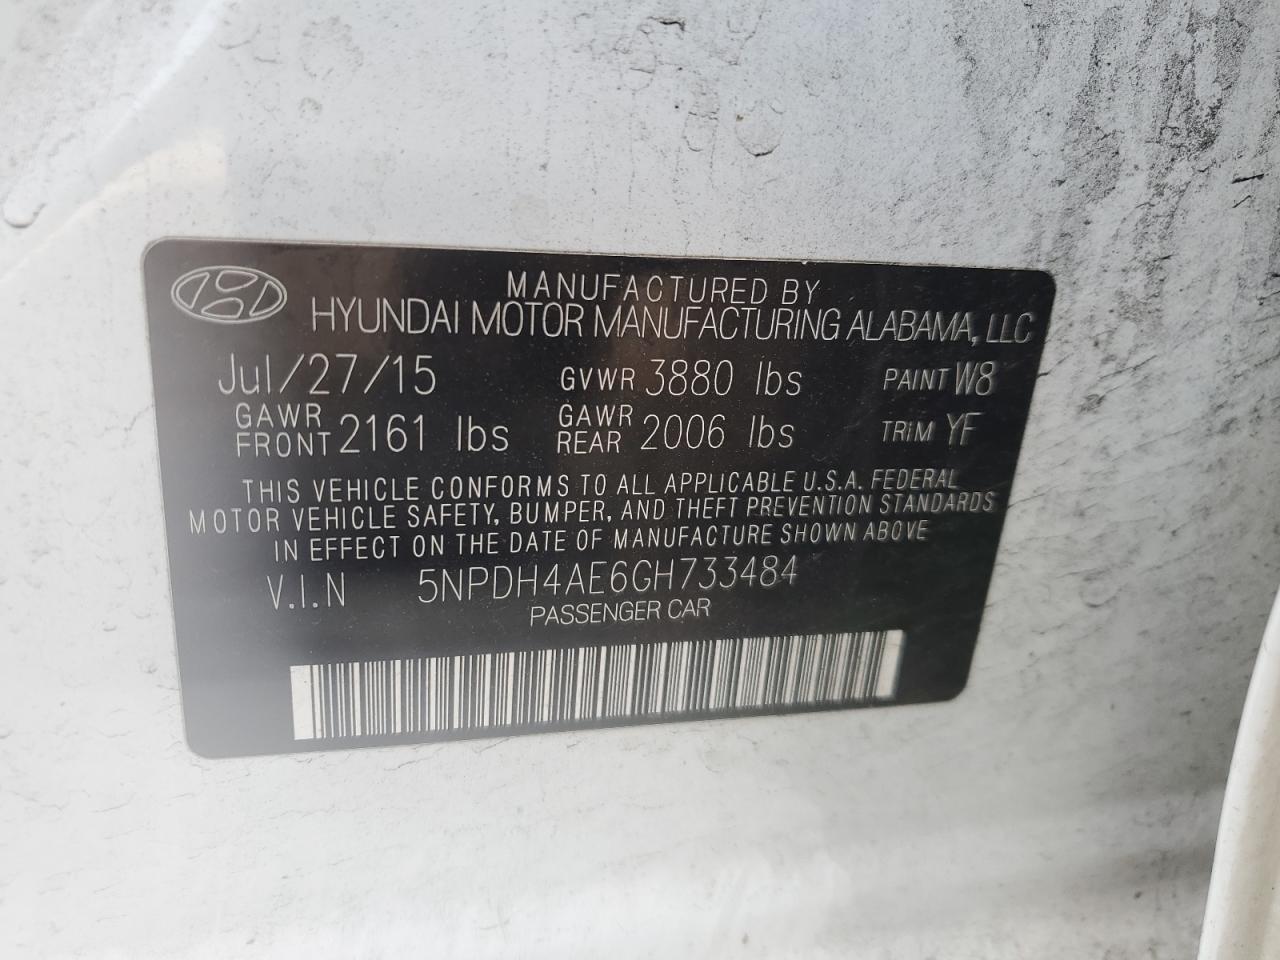 MANUFACTURED BY
HYUNDAI MOTOR MANUFACTURING ALABAMA, LLC
Jul/27/15 GVWR 3880 lbs PAINT W8
GAWR FRONT 2161 lbs GAWR REAR 2006 lbs TRIM YF
THIS VEHICLE CONFORMS TO ALL APPLICABLE U.S.A. FEDERAL
MOTOR VEHICLE SAFETY, BUMPER, AND THEFT PREVENTION STANDARDS
IN EFFECT ON THE DATE OF MANUFACTURE SHOWN ABOVE
V.I.N 5NPDH4AE6GH733484
PASSENGER CAR